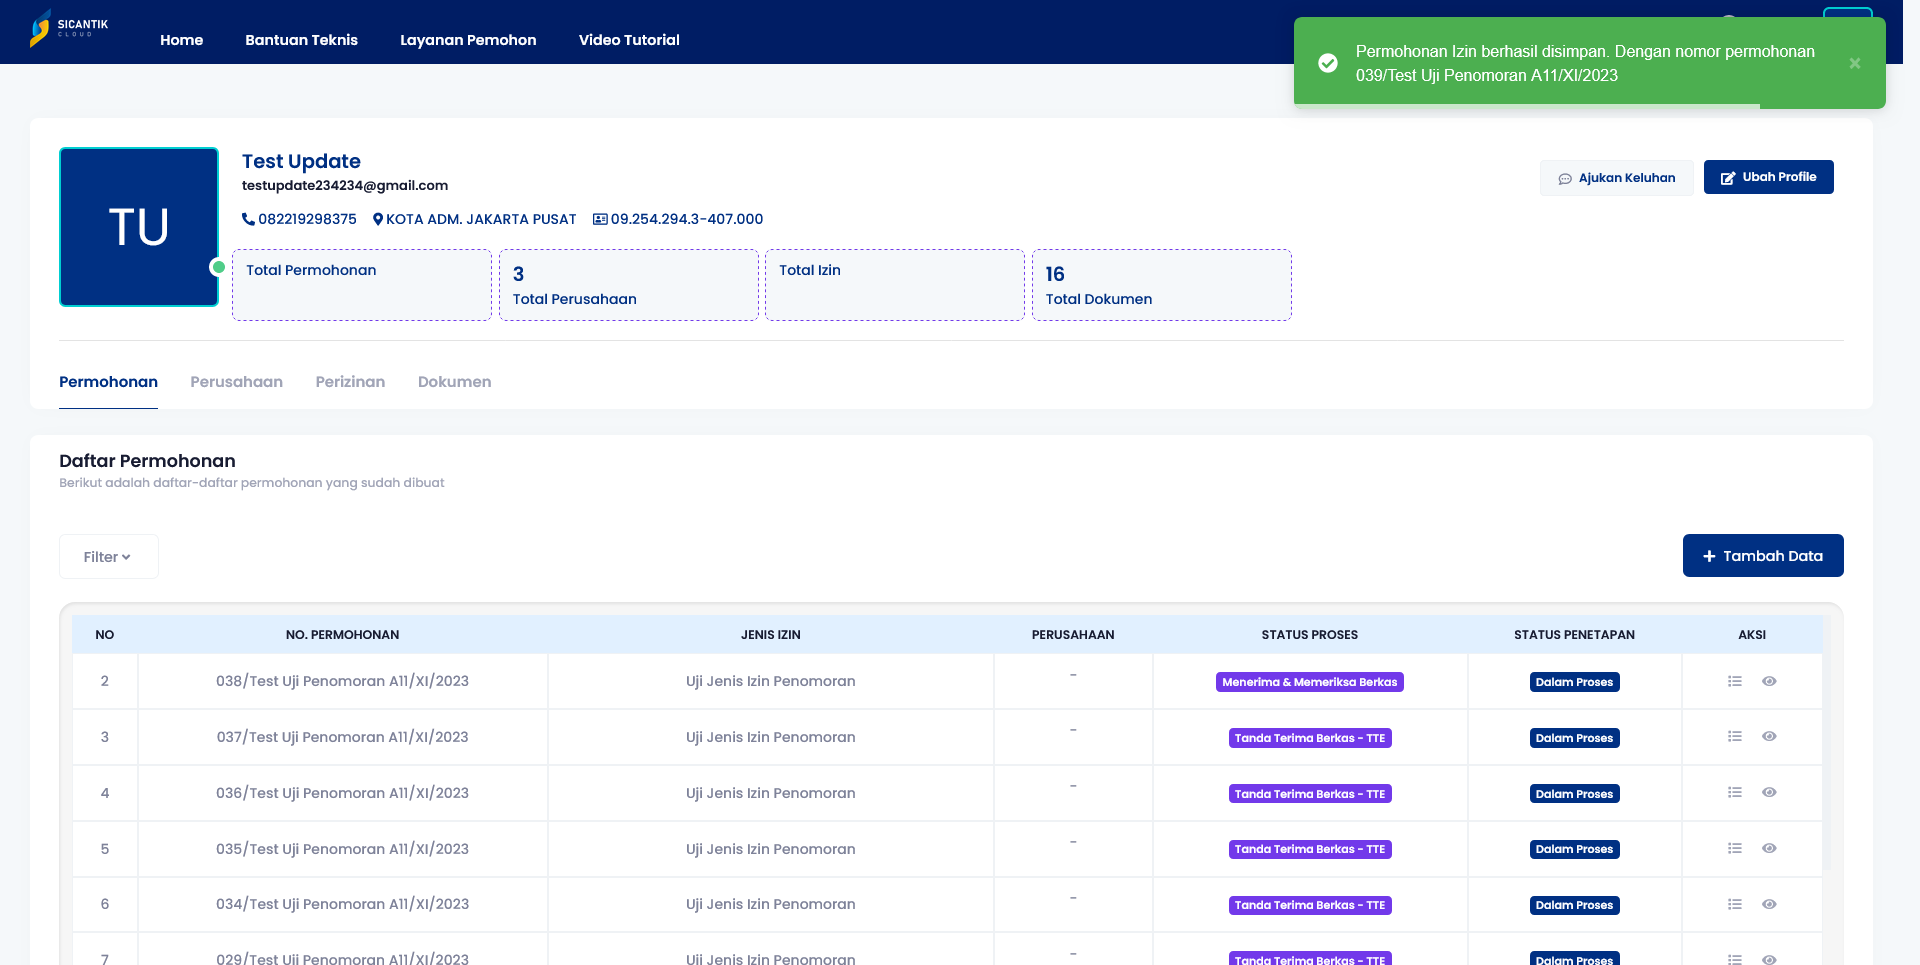 SICANTIK
CLOUD
Home
Bantuan Teknis
Layanan Pemohon
Video Tutorial
Permohonan Izin berhasil disimpan. Dengan nomor permohonan
039/Test Uji Penomoran A11/XI/2023
×
TU
Test Update
testupdate234234@gmail.com
082219298375
KOTA ADM. JAKARTA PUSAT
09.254.294.3-407.000
Ajukan Keluhan
Ubah Profile
Total Permohonan
3
Total Perusahaan
Total Izin
16
Total Dokumen
Permohonan
Perusahaan
Perizinan
Dokumen
Daftar Permohonan
Berikut adalah daftar-daftar permohonan yang sudah dibuat
Filter
+ Tambah Data
NO NO. PERMOHONAN JENIS IZIN PERUSAHAAN STATUS PROSES STATUS PENETAPAN AKSI
2 038/Test Uji Penomoran A11/XI/2023 Uji Jenis Izin Penomoran - Menerima & Memeriksa Berkas Dalam Proses
3 037/Test Uji Penomoran A11/XI/2023 Uji Jenis Izin Penomoran - Tanda Terima Berkas - TTE Dalam Proses
4 036/Test Uji Penomoran A11/XI/2023 Uji Jenis Izin Penomoran - Tanda Terima Berkas - TTE Dalam Proses
5 035/Test Uji Penomoran A11/XI/2023 Uji Jenis Izin Penomoran - Tanda Terima Berkas - TTE Dalam Proses
6 034/Test Uji Penomoran A11/XI/2023 Uji Jenis Izin Penomoran - Tanda Terima Berkas - TTE Dalam Proses
7 029/Test Uji Penomoran A11/XI/2023 Uji Jenis Izin Penomoran - Tanda Terima Berkas - TTE Dalam Proses